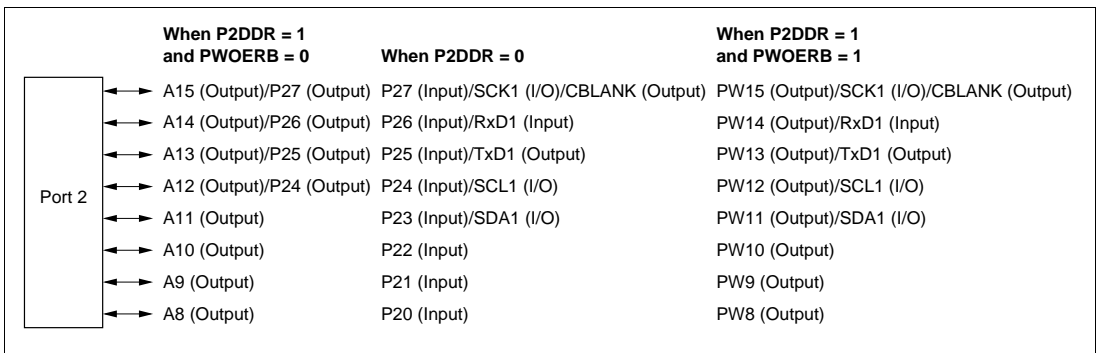 When P2DDR = 1 and PWOERB = 0
When P2DDR = 0
When P2DDR = 1 and PWOERB = 1
Port 2
A15 (Output)/P27 (Output) P27 (Input)/SCK1 (I/O)/CBLANK (Output) PW15 (Output)/SCK1 (I/O)/CBLANK (Output)
A14 (Output)/P26 (Output) P26 (Input)/RxD1 (Input) PW14 (Output)/RxD1 (Input)
A13 (Output)/P25 (Output) P25 (Input)/TxD1 (Output) PW13 (Output)/TxD1 (Output)
A12 (Output)/P24 (Output) P24 (Input)/SCL1 (I/O) PW12 (Output)/SCL1 (I/O)
A11 (Output) P23 (Input)/SDA1 (I/O) PW11 (Output)/SDA1 (I/O)
A10 (Output) P22 (Input) PW10 (Output)
A9 (Output) P21 (Input) PW9 (Output)
A8 (Output) P20 (Input) PW8 (Output)